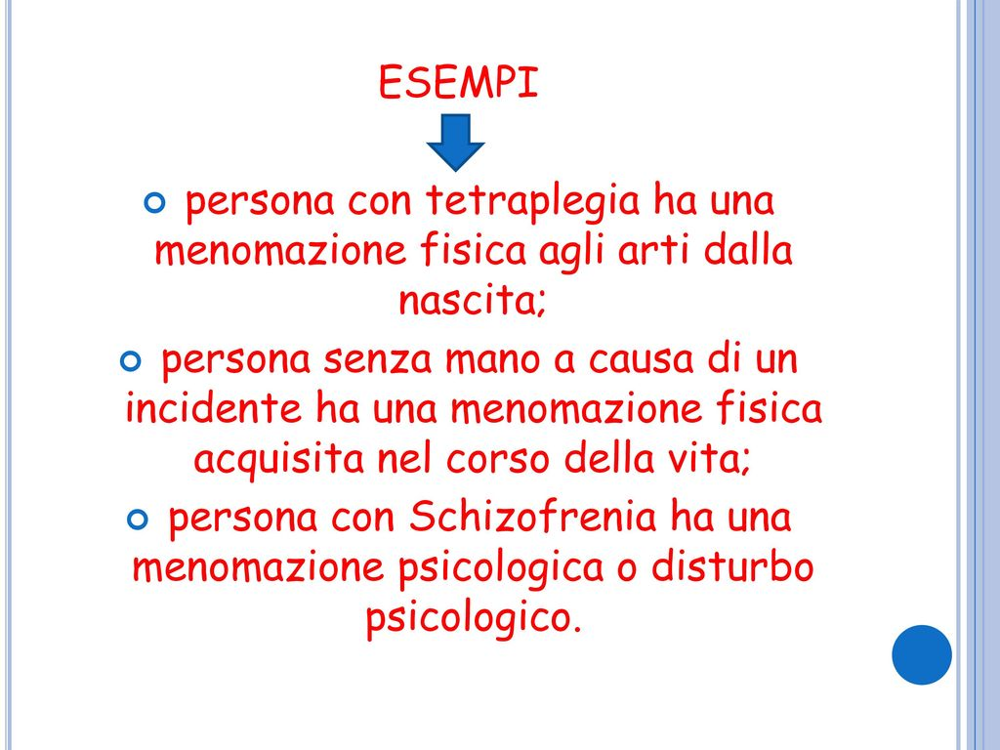 ESEMPI
persona con tetraplegia ha una
menomazione fisica agli arti dalla
nascita;
persona senza mano a causa di un
incidente ha una menomazione fisica
acquisita nel corso della vita;
persona con Schizofrenia ha una
menomazione psicologica o disturbo
psicologico.